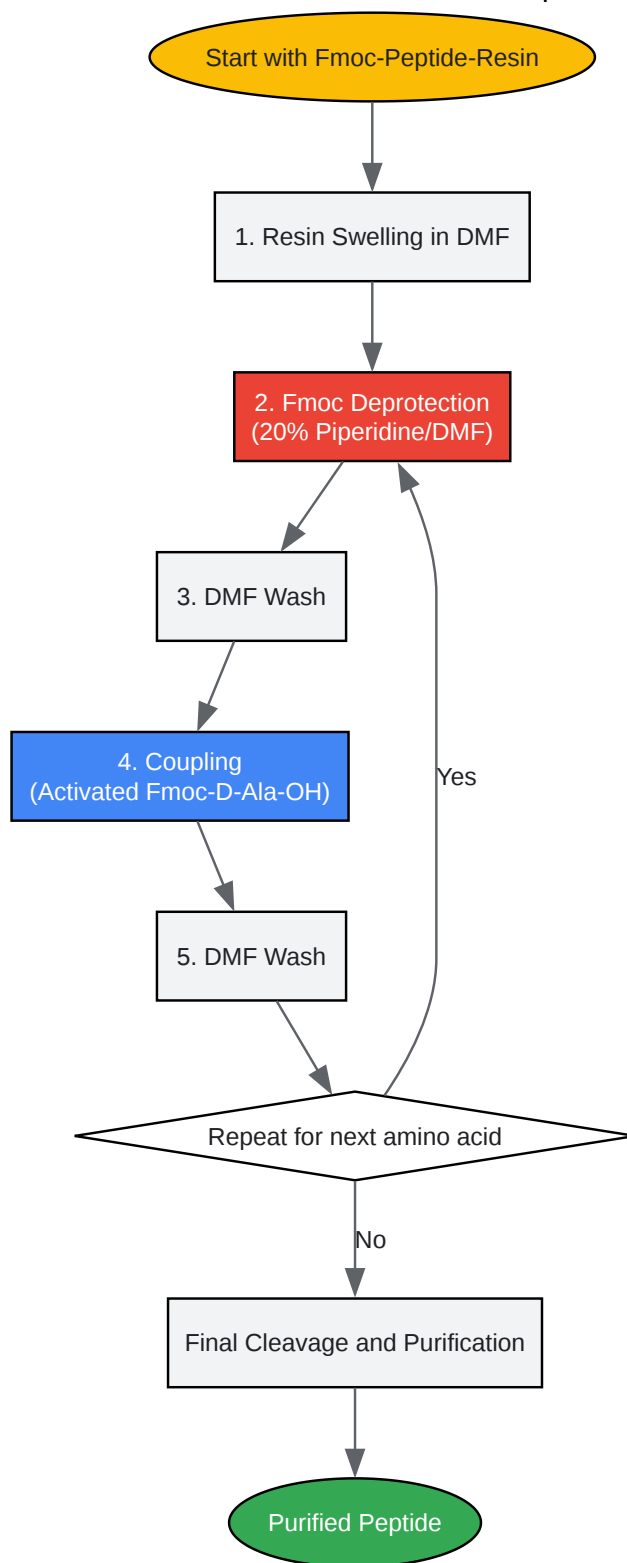 Start with Fmoc-Peptide-Resin
1. Resin Swelling in DMF
2. Fmoc Deprotection
(20% Piperidine/DMF)
3. DMF Wash
4. Coupling
(Activated Fmoc-D-Ala-OH)
Yes
5. DMF Wash
Repeat for next amino acid
No
Final Cleavage and Purification
Purified Peptide